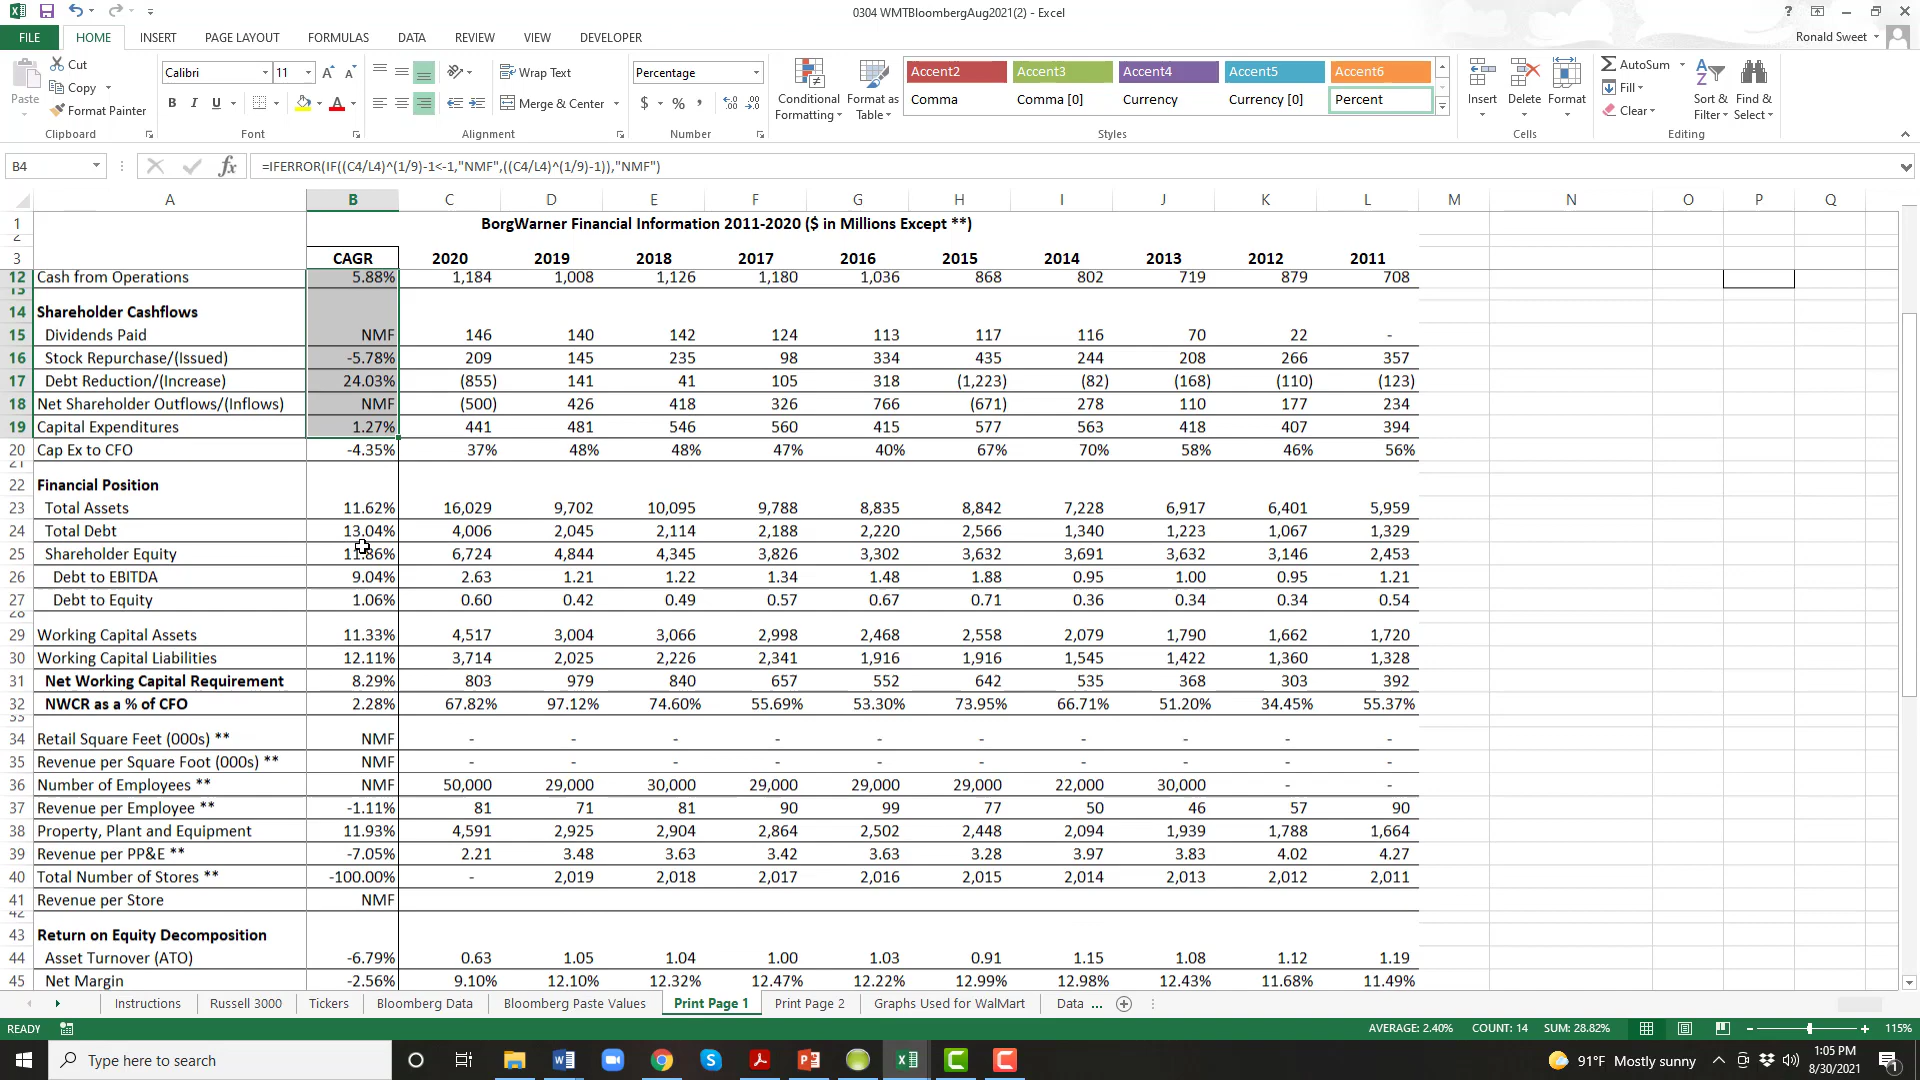 0304 WMTBloombergAug2021(2) - Excel
FILE HOME INSERT PAGE LAYOUT FORMULAS DATA REVIEW VIEW DEVELOPER Ronald Sweet
Cut
Copy
Format Painter
Paste
Clipboard
Calibri 11
B I U
Font
Wrap Text
Merge & Center
Alignment
Percentage
$ % ,
Number
Conditional Formatting
Format as Table
Accent2 Accent3 Accent4 Accent5 Accent6
Comma Comma [0] Currency Currency [0] Percent
Styles
Insert Delete Format
Cells
AutoSum
Fill
Clear
Sort & Filter
Find & Select
Editing
B4 fx =IFERROR(IF((C4/L4)^(1/9)-1<-1,"NMF",((C4/L4)^(1/9)-1)),"NMF")
A B C D E F G H I J K L M N O P Q
1 BorgWarner Financial Information 2011-2020 ($ in Millions Except **)
2
3 CAGR 2020 2019 2018 2017 2016 2015 2014 2013 2012 2011
12 Cash from Operations 5.88% 1,184 1,008 1,126 1,180 1,036 868 802 719 879 708
13
14 Shareholder Cashflows
15 Dividends Paid NMF 146 140 142 124 113 117 116 70 22 -
16 Stock Repurchase/(Issued) -5.78% 209 145 235 98 334 435 244 208 266 357
17 Debt Reduction/(Increase) 24.03% (855) 141 41 105 318 (1,223) (82) (168) (110) (123)
18 Net Shareholder Outflows/(Inflows) NMF (500) 426 418 326 766 (671) 278 110 177 234
19 Capital Expenditures 1.27% 441 481 546 560 415 577 563 418 407 394
20 Cap Ex to CFO -4.35% 37% 48% 48% 47% 40% 67% 70% 58% 46% 56%
21
22 Financial Position
23 Total Assets 11.62% 16,029 9,702 10,095 9,788 8,835 8,842 7,228 6,917 6,401 5,959
24 Total Debt 13.04% 4,006 2,045 2,114 2,188 2,220 2,566 1,340 1,223 1,067 1,329
25 Shareholder Equity 11.86% 6,724 4,844 4,345 3,826 3,302 3,632 3,691 3,632 3,146 2,453
26 Debt to EBITDA 9.04% 2.63 1.21 1.22 1.34 1.48 1.88 0.95 1.00 0.95 1.21
27 Debt to Equity 1.06% 0.60 0.42 0.49 0.57 0.67 0.71 0.36 0.34 0.34 0.54
28
29 Working Capital Assets 11.33% 4,517 3,004 3,066 2,998 2,468 2,558 2,079 1,790 1,662 1,720
30 Working Capital Liabilities 12.11% 3,714 2,025 2,226 2,341 1,916 1,916 1,545 1,422 1,360 1,328
31 Net Working Capital Requirement 8.29% 803 979 840 657 552 642 535 368 303 392
32 NWCR as a % of CFO 2.28% 67.82% 97.12% 74.60% 55.69% 53.30% 73.95% 66.71% 51.20% 34.45% 55.37%
33
34 Retail Square Feet (000s) ** NMF - - - - - - - - - -
35 Revenue per Square Foot (000s) ** NMF - - - - - - - - - -
36 Number of Employees ** NMF 50,000 29,000 30,000 29,000 29,000 29,000 22,000 30,000 - -
37 Revenue per Employee ** -1.11% 81 71 81 90 99 77 50 46 57 90
38 Property, Plant and Equipment 11.93% 4,591 2,925 2,904 2,864 2,502 2,448 2,094 1,939 1,788 1,664
39 Revenue per PP&E ** -7.05% 2.21 3.48 3.63 3.42 3.63 3.28 3.97 3.83 4.02 4.27
40 Total Number of Stores ** -100.00% - 2,019 2,018 2,017 2,016 2,015 2,014 2,013 2,012 2,011
41 Revenue per Store NMF
42
43 Return on Equity Decomposition
44 Asset Turnover (ATO) -6.79% 0.63 1.05 1.04 1.00 1.03 0.91 1.15 1.08 1.12 1.19
45 Net Margin -2.56% 9.10% 12.10% 12.32% 12.47% 12.22% 12.99% 12.98% 12.43% 11.68% 11.49%
Instructions Russell 3000 Tickers Bloomberg Data Bloomberg Paste Values Print Page 1 Print Page 2 Graphs Used for WalMart Data ...
READY AVERAGE: 2.40% COUNT: 14 SUM: 28.82% 115%
Type here to search 91°F Mostly sunny 1:05 PM
8/30/2021